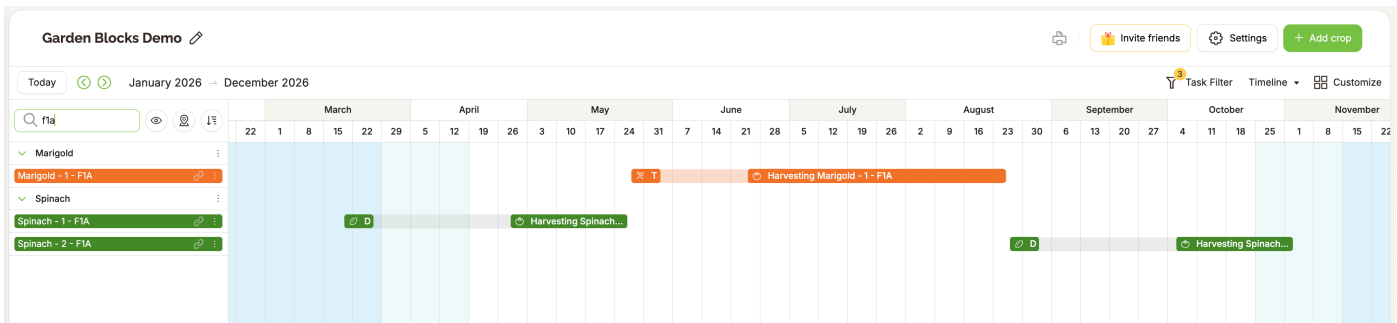 Garden Blocks Demo
Invite friends
Settings
+ Add crop
Today
January 2026 → December 2026
3
Task Filter
Timeline
Customize
f1a
March April May June July August September October November
22 1 8 15 22 29 5 12 19 26 3 10 17 24 31 7 14 21 28 5 12 19 26 2 9 16 23 30 6 13 20 27 4 11 18 25 1 8 15 22
Marigold
Marigold - 1 - F1A
T
Harvesting Marigold - 1 - F1A
Spinach
Spinach - 1 - F1A
D
Harvesting Spinach...
Spinach - 2 - F1A
D
Harvesting Spinach...